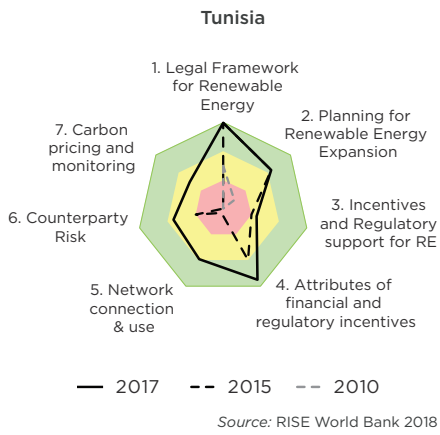 Tunisia
1. Legal Framework
for Renewable
Energy
2. Planning for
Renewable Energy
Expansion
3. Incentives
and Regulatory
support for RE
4. Attributes of
financial and
regulatory incentives
5. Network
connection
& use
6. Counterparty
Risk
7. Carbon
pricing and
monitoring
2017 2015 2010
Source: RISE World Bank 2018